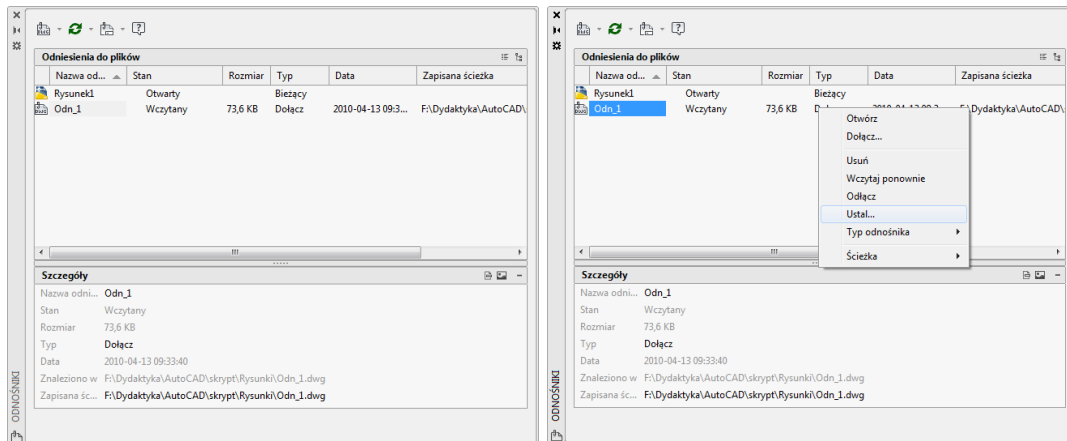 Odniesienia do plików
Nazwa od... Stan Rozmiar Typ Data Zapisana ścieżka
Rysunek1 Otwarty Bieżący
Odn_1 Wczytany 73,6 KB Dołącz 2010-04-13 09:3... F:\Dydaktyka\AutoCAD\
Szczegóły
Nazwa odni... Odn_1
Stan Wczytany
Rozmiar 73,6 KB
Typ Dołącz
Data 2010-04-13 09:33:40
Znaleziono w F:\Dydaktyka\AutoCAD\skrypt\Rysunki\Odn_1.dwg
Zapisana śc... F:\Dydaktyka\AutoCAD\skrypt\Rysunki\Odn_1.dwg
ODNOŚNIKI
Odniesienia do plików
Nazwa od... Stan Rozmiar Typ Data Zapisana ścieżka
Rysunek1 Otwarty Bieżący
Odn_1 Wczytany 73,6 KB F:\Dydaktyka\AutoCAD\
Otwórz
Dołącz...
Usuń
Wczytaj ponownie
Odłącz
Ustal...
Typ odnośnika
Ścieżka
Szczegóły
Nazwa odni... Odn_1
Stan Wczytany
Rozmiar 73,6 KB
Typ Dołącz
Data 2010-04-13 09:33:40
Znaleziono w F:\Dydaktyka\AutoCAD\skrypt\Rysunki\Odn_1.dwg
Zapisana śc... F:\Dydaktyka\AutoCAD\skrypt\Rysunki\Odn_1.dwg
ODNOŚNIKI